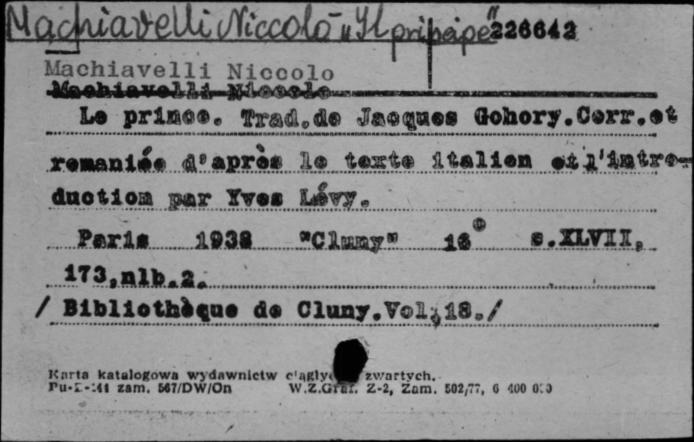 Machiavelli Niccolo "Il principe" 226642
Machiavelli Niccolo
Machiavelli Niccolo
Le prince. Trad.de Jacques Gohory.Corr.et
remaniée d'après le texte italien et l'intro-
duction par Yves Lévy.
Paris 1938 "Cluny" 16° s.XLVII,
173,nlb.2.
/ Bibliothèque de Cluny.Vol.18./
Karta katalogowa wydawnictw zwartych.
zam. 567/DW/On W.Z.Graf. Z-2, Zam. 502/77, 6 400 000